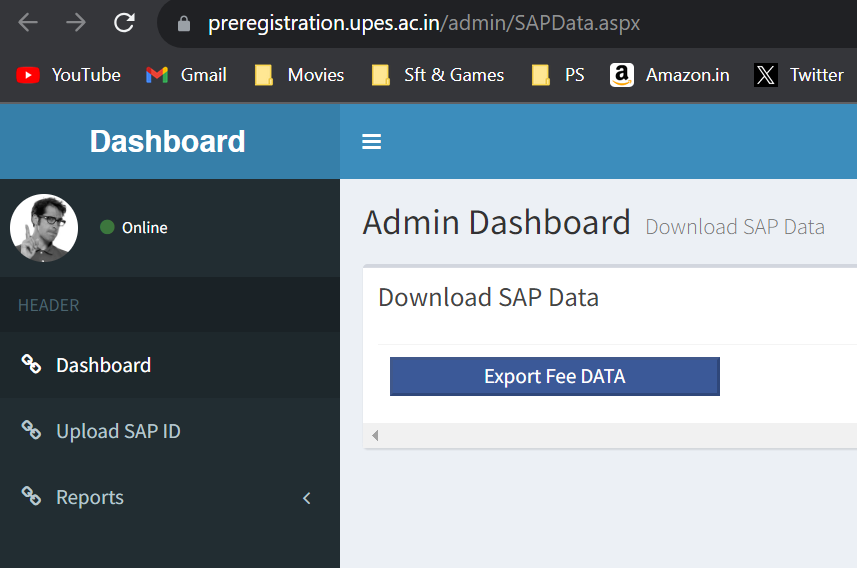 preregistration.upes.ac.in/admin/SAPData.aspx
YouTube Gmail Movies Sft & Games PS Amazon.in Twitter
Dashboard
Online
Admin Dashboard Download SAP Data
HEADER
Download SAP Data
Dashboard
Export Fee DATA
Upload SAP ID
Reports